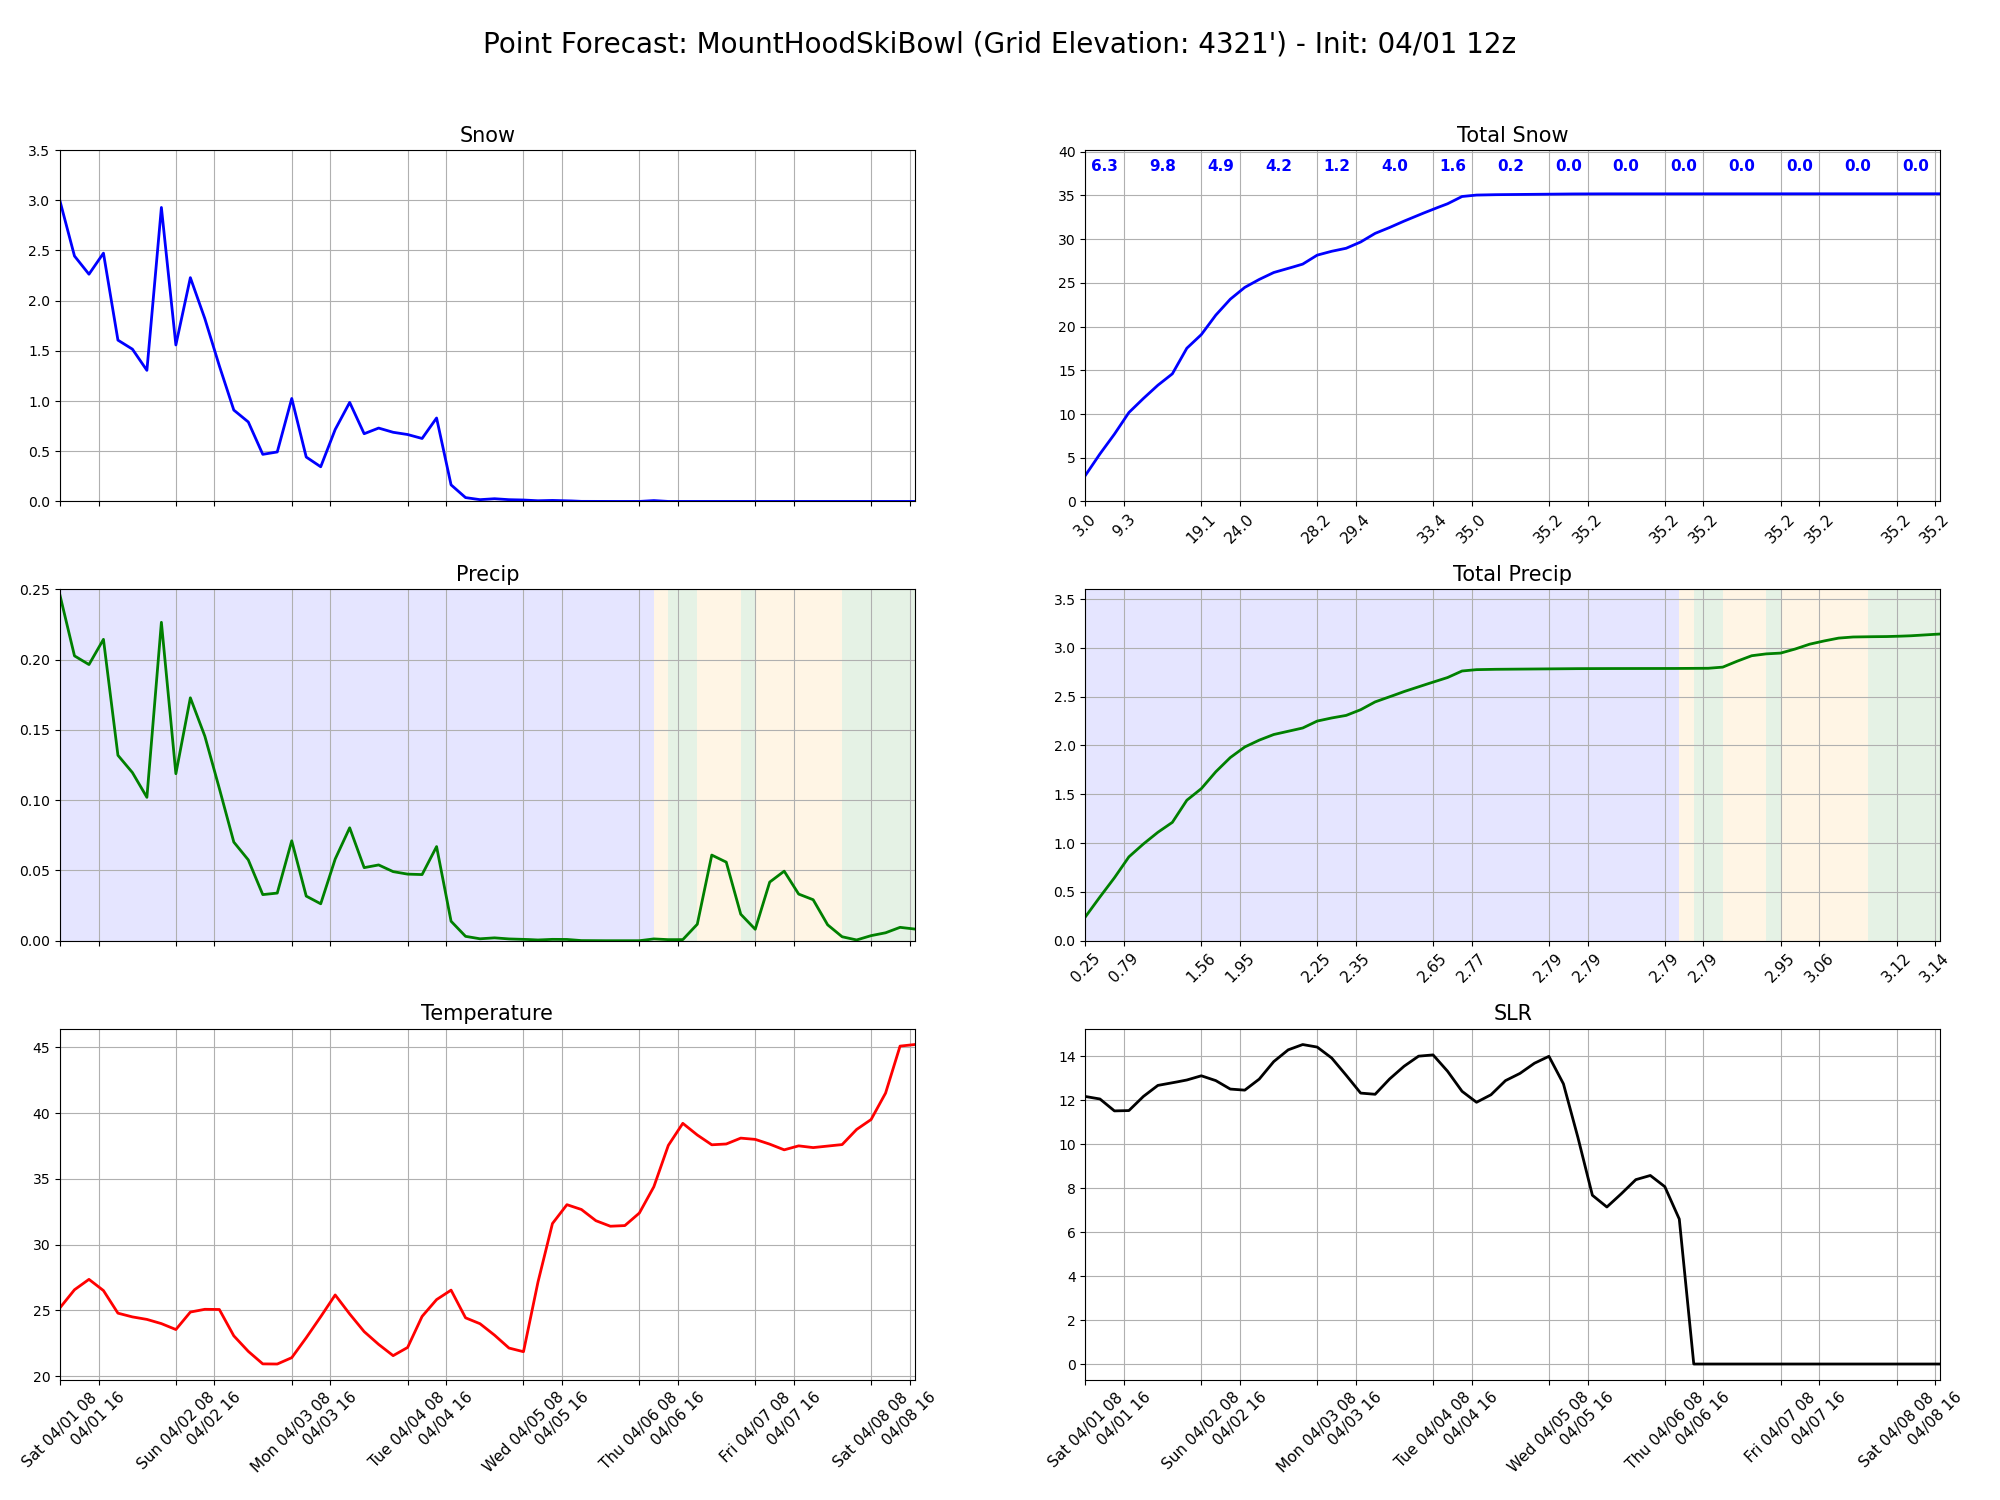 Point Forecast: MountHoodSkiBowl (Grid Elevation: 4321') - Init: 04/01 12z
Snow
3.5
3.0
2.5
2.0
1.5
1.0
0.5
0.0
Total Snow
6.3 9.8 4.9 4.2 1.2 4.0 1.6 0.2 0.0 0.0 0.0 0.0 0.0 0.0 0.0
40
35
30
25
20
15
10
5
0
3.0 9.3 19.1 24.0 28.2 29.4 33.4 35.0 35.2 35.2 35.2 35.2 35.2 35.2 35.2 35.2
Precip
0.25
0.20
0.15
0.10
0.05
0.00
Total Precip
3.5
3.0
2.5
2.0
1.5
1.0
0.5
0.0
0.25 0.79 1.56 1.95 2.25 2.35 2.65 2.77 2.79 2.79 2.79 2.79 2.95 3.06 3.12 3.14
Temperature
45
40
35
30
25
20
Sat 04/01 08
04/01 16
Sun 04/02 08
04/02 16
Mon 04/03 08
04/03 16
Tue 04/04 08
04/04 16
Wed 04/05 08
04/05 16
Thu 04/06 08
04/06 16
Fri 04/07 08
04/07 16
Sat 04/08 08
04/08 16
SLR
14
12
10
8
6
4
2
0
Sat 04/01 08
04/01 16
Sun 04/02 08
04/02 16
Mon 04/03 08
04/03 16
Tue 04/04 08
04/04 16
Wed 04/05 08
04/05 16
Thu 04/06 08
04/06 16
Fri 04/07 08
04/07 16
Sat 04/08 08
04/08 16